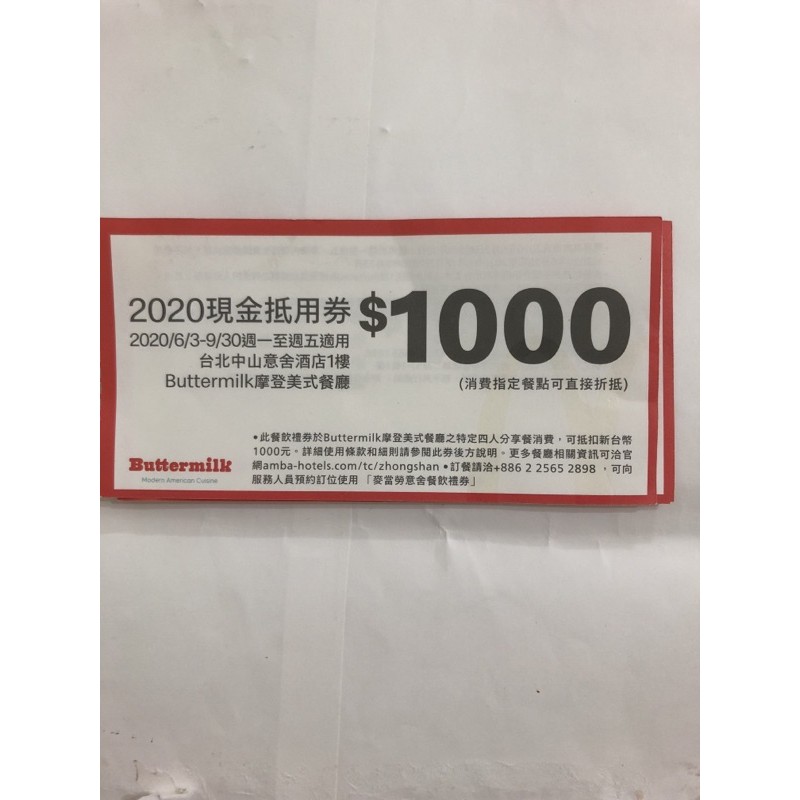 2020現金抵用券 $1000
2020/6/3-9/30週一至週五適用
台北中山意舍酒店1樓
Buttermilk摩登美式餐廳
(消費指定餐點可直接折抵)
•此餐飲禮券於Buttermilk摩登美式餐廳之特定四人分享餐消費，可抵扣新台幣
1000元。詳細使用條款和細則請參閱此券後方說明。更多餐廳相關資訊可洽官
網amba-hotels.com/tc/zhongshan •訂餐請洽+886 2 2565 2898 ，可向
服務人員預約訂位使用「麥當勞意舍餐飲禮券」
Buttermilk
Modern American Cuisine